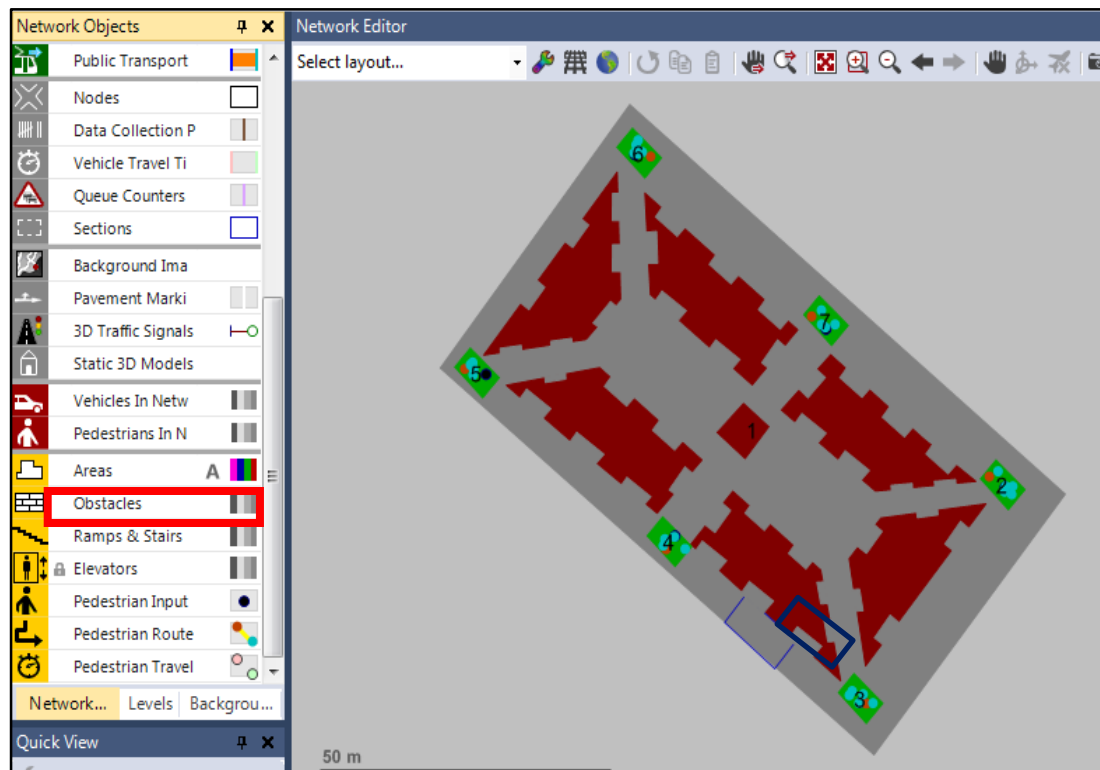 Network Objects
Public Transport
Nodes
Data Collection P
Vehicle Travel Ti
Queue Counters
Sections
Background Ima
Pavement Marki
3D Traffic Signals
Static 3D Models
Vehicles In Netw
Pedestrians In N
Areas A
Obstacles
Ramps & Stairs
Elevators
Pedestrian Input
Pedestrian Route
Pedestrian Travel
Network... Levels Backgrou...
Quick View
Network Editor
Select layout...
6
7
5
1
2
4
3
50 m